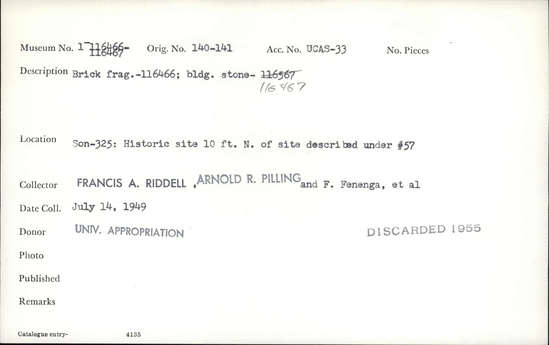 Museum No. 1-116466-116467 Orig. No. 140-141 Acc. No. UCAS-33 No. Pieces
Description Brick frag.-116466; bldg. stone- 116567
116467
Location Son-325: Historic site 10 ft. N. of site described under #57
Collector FRANCIS A. RIDDELL , ARNOLD R. PILLING and F. Fenenga, et al
Date Coll. July 14, 1949
Donor UNIV. APPROPRIATION DISCARDED 1955
Photo
Published
Remarks
Catalogue entry- 4135